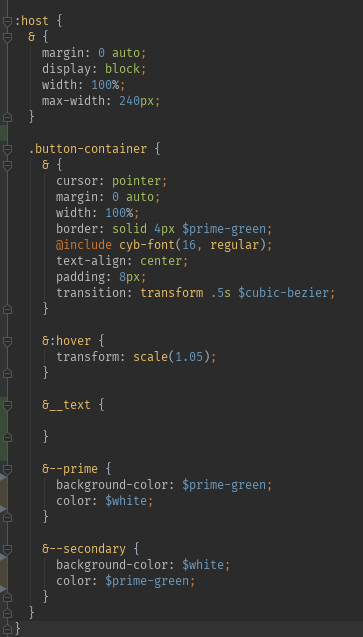 :host {
  & {
    margin: 0 auto;
    display: block;
    width: 100%;
    max-width: 240px;
  }

  .button-container {
    & {
      cursor: pointer;
      margin: 0 auto;
      width: 100%;
      border: solid 4px $prime-green;
      @include cyb-font(16, regular);
      text-align: center;
      padding: 8px;
      transition: transform .5s $cubic-bezier;
    }

    &:hover {
      transform: scale(1.05);
    }

    &__text {

    }

    &--prime {
      background-color: $prime-green;
      color: $white;
    }

    &--secondary {
      background-color: $white;
      color: $prime-green;
    }
  }
}